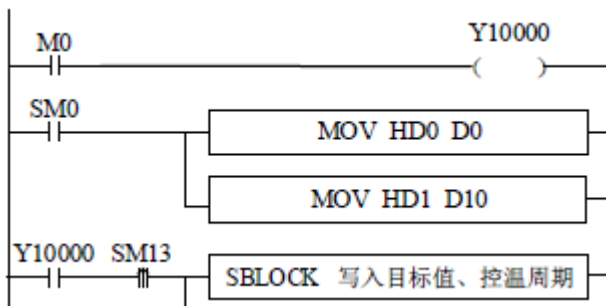 M0 Y10000
( )
SM0
MOV HD0 D0
MOV HD1 D10
Y10000 SM13
SBLOCK 写入目标值、控温周期